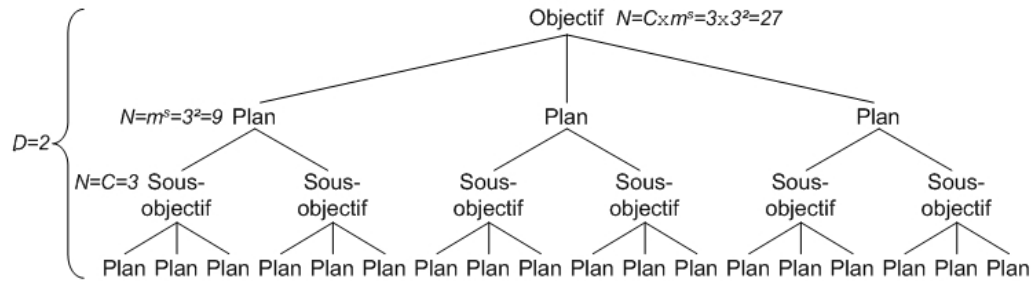 Objectif N=Cxmˢ=3x3²=27
N=mˢ=3²=9 Plan Plan Plan
D=2
N=C=3 Sous- Sous- Sous- Sous- Sous- Sous-
objectif objectif objectif objectif objectif objectif
Plan Plan Plan Plan Plan Plan Plan Plan Plan Plan Plan Plan Plan Plan Plan Plan Plan Plan